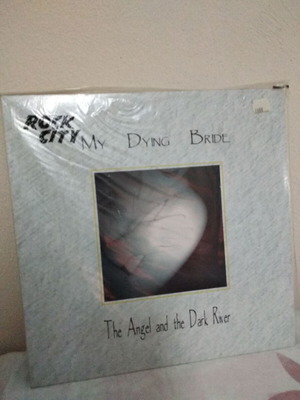 ROCK
CITY
MY DYING BRIDE
The Angel and the Dark River